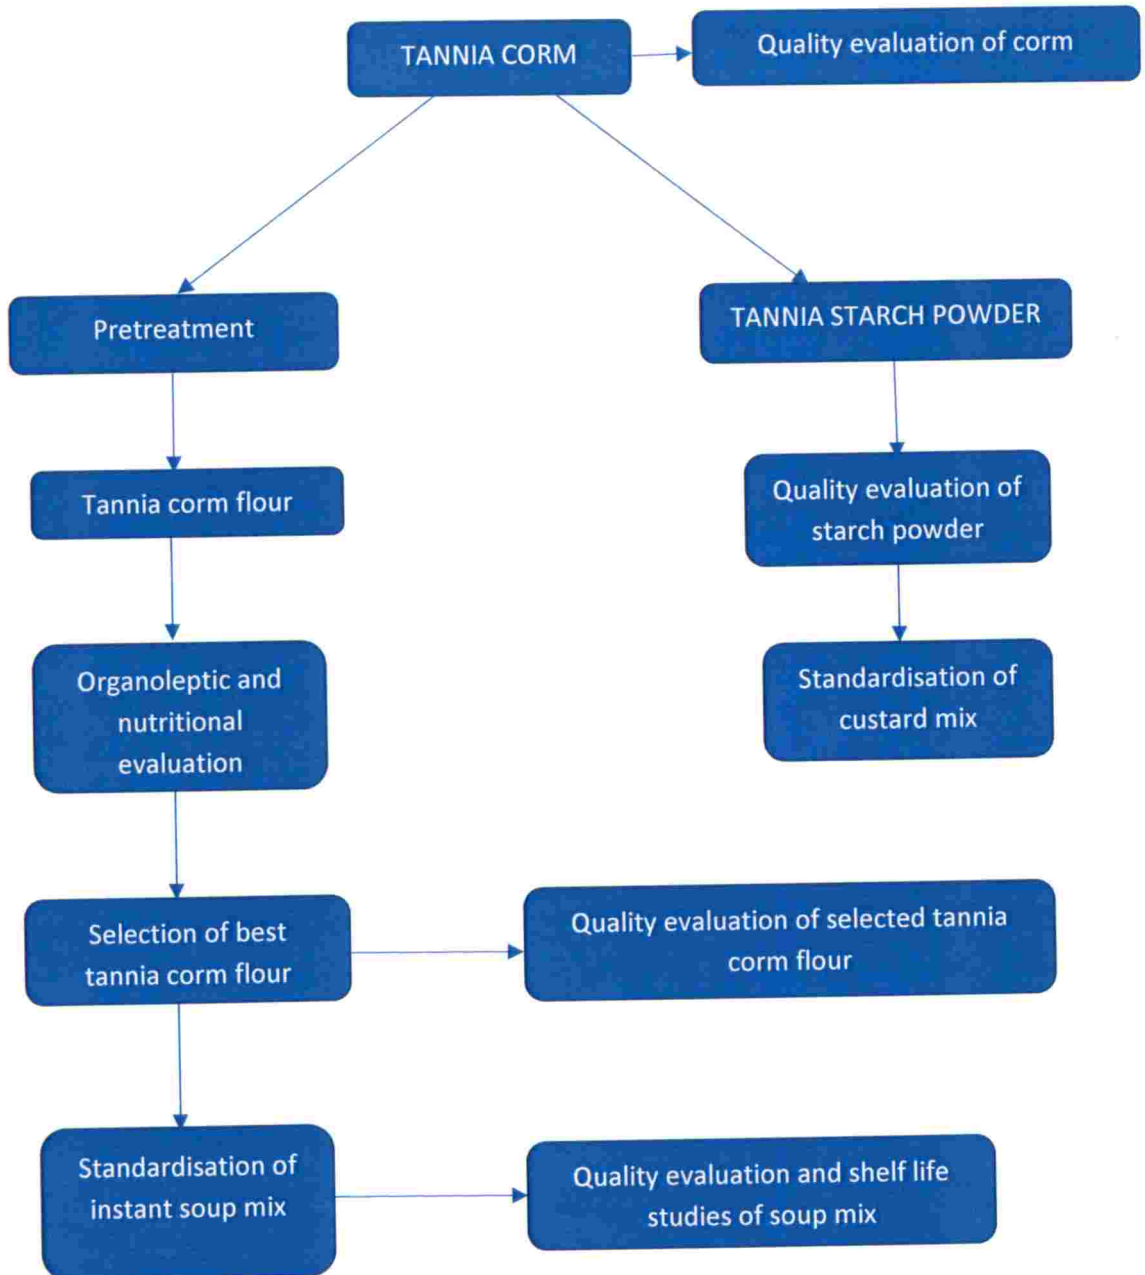 TANNIA CORM
Quality evaluation of corm
Pretreatment
TANNIA STARCH POWDER
Tannia corm flour
Quality evaluation of
starch powder
Organoleptic and
nutritional
evaluation
Standardisation of
custard mix
Selection of best
tannia corm flour
Quality evaluation of selected tannia
corm flour
Standardisation of
instant soup mix
Quality evaluation and shelf life
studies of soup mix